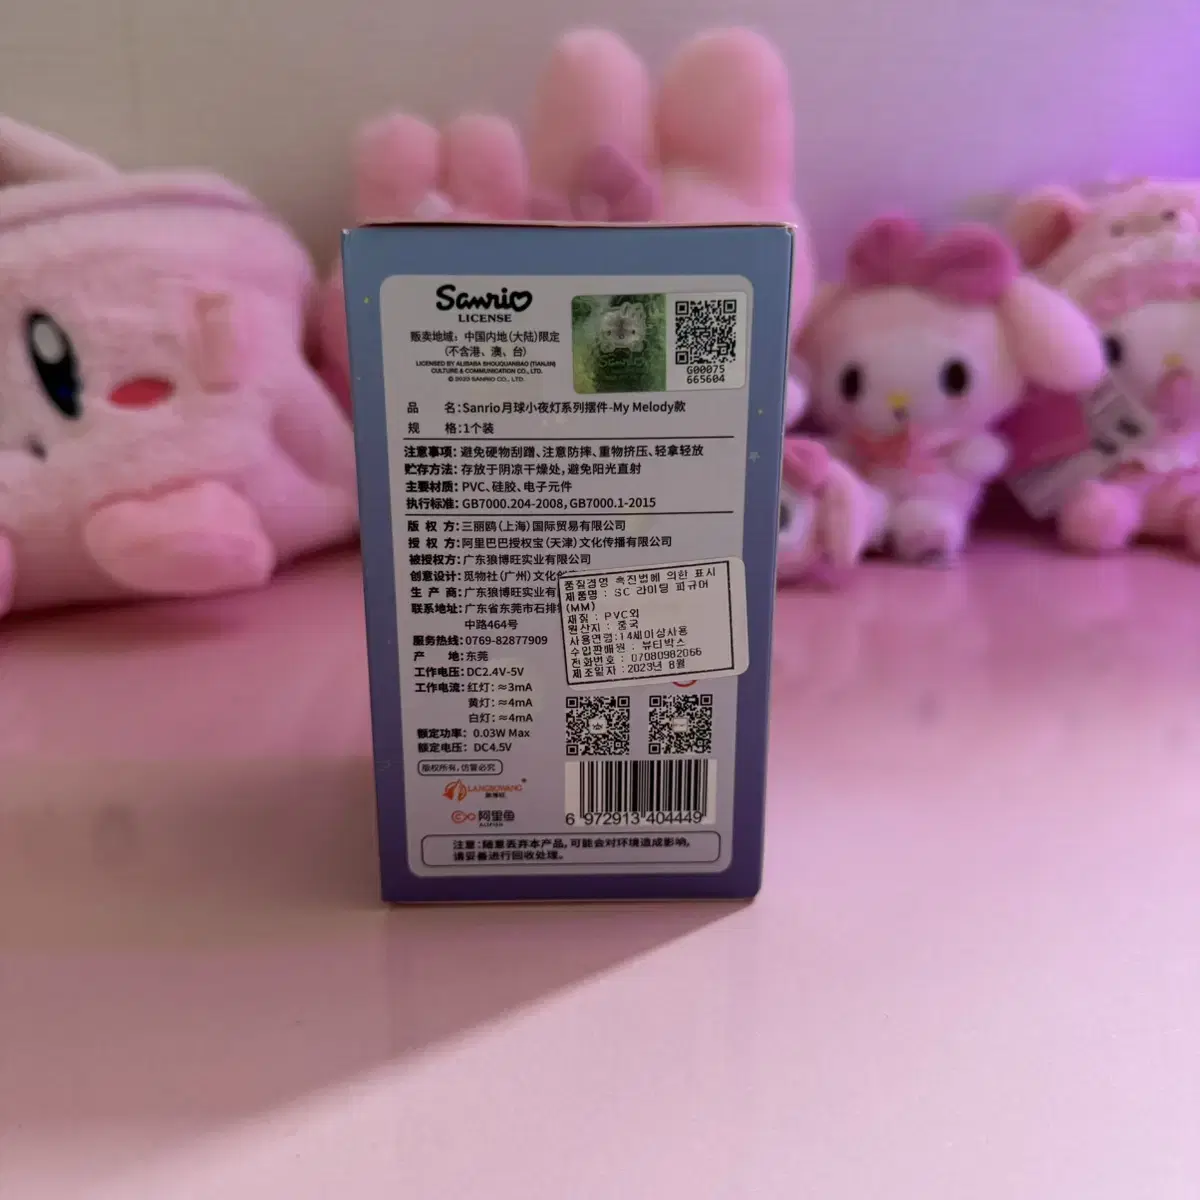 Sanrio
LICENSE
贩卖地域：中国内地(大陆)限定
(不含港、澳、台)
LICENSED BY ALIBABA SHOUQUANBAO (TIANJIN)
CULTURE & COMMUNICATION CO., LTD.
Sanrio
G00075
665604
品 名：Sanrio月球小夜灯系列摆件-My Melody款
规 格：1个装
注意事项：避免硬物刮蹭、注意防摔、重物挤压、轻拿轻放
贮存方法：存放于阴凉干燥处，避免阳光直射
主要材质：PVC、硅胶、电子元件
执行标准：GB7000.204-2008，GB7000.1-2015
版 权 方：三丽鸥(上海)国际贸易有限公司
授 权 方：阿里巴巴授权宝(天津)文化传播有限公司
被授权方：广东狼博旺实业有限公司
创意设计：觅物社(广州)文化
生 产 商：广东狼博旺实业有
联系地址：广东省东莞市石排
中路464号
服务热线：0769-82877909
产 地：东莞
工作电压：DC2.4V-5V
工作电流：红灯：≈3mA
黄灯：≈4mA
白灯：≈4mA
额定功率：0.03W Max
额定电压：DC4.5V
版权所有，仿冒必究
LANGBOWANG
狼博旺
阿里鱼
品질경영 촉진법에 의한 표시
제품명 : SC 라이팅 피규어
(MM)
재질 : PVC외
원산지 : 중국
사용연령:14세이상사용
수입판매원 : 뷰티박스
전화번호 : 07080982066
제조일자 : 2023년 8월
6 972913 404449
注意：随意丢弃本产品，可能会对环境造成影响，
请妥善进行回收处理。